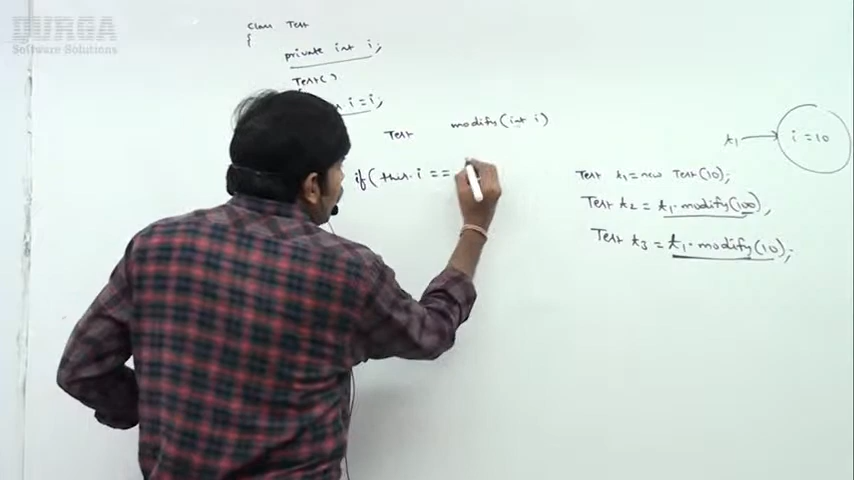 DURGA
Software Solutions
class Test
{
private int i;
Test( )
i = i;
Test modify(int i)
if( this.i ==
t1 → i = 10
Test t1 = new Test(10);
Test t2 = t1.modify(100);
Test t3 = t1.modify(10);